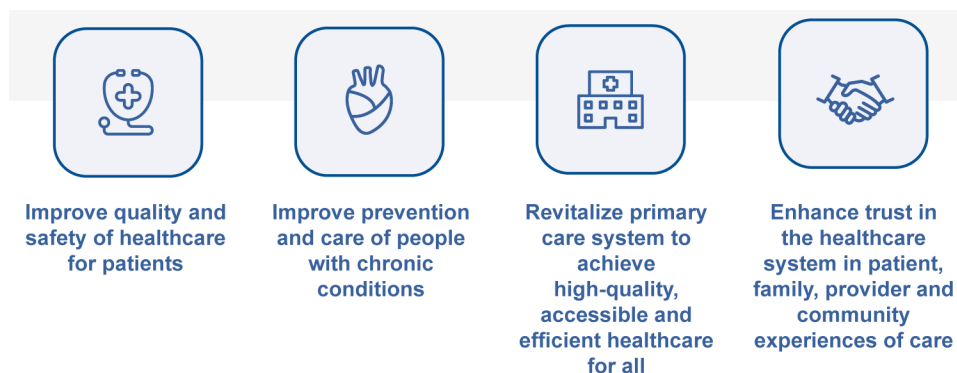 Improve quality and
safety of healthcare
for patients
Improve prevention
and care of people
with chronic
conditions
Revitalize primary
care system to
achieve
high-quality,
accessible and
efficient healthcare
for all
Enhance trust in
the healthcare
system in patient,
family, provider and
community
experiences of care